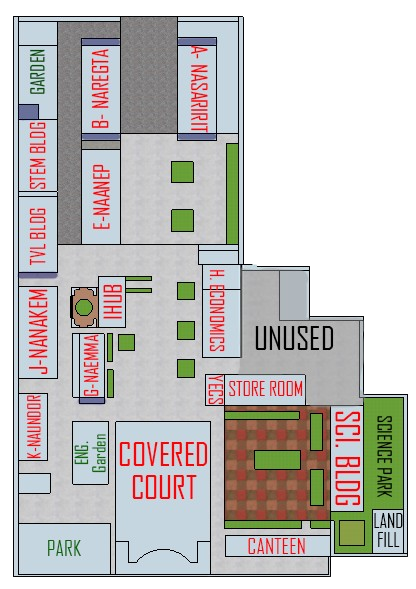 GARDEN
B- NAREGTA
A- NASARIRIT
STEM BLDG
E-NAANEP
TVL BLDG
H. ECONOMICS
J-NANAKEM
IHUB
UNUSED
G-NAEMMA
YECS
STORE ROOM
K-NAUNDOR
ENG.
Garden
COVERED
COURT
SCI. BLDG
SCIENCE PARK
LAND
FILL
PARK
CANTEEN